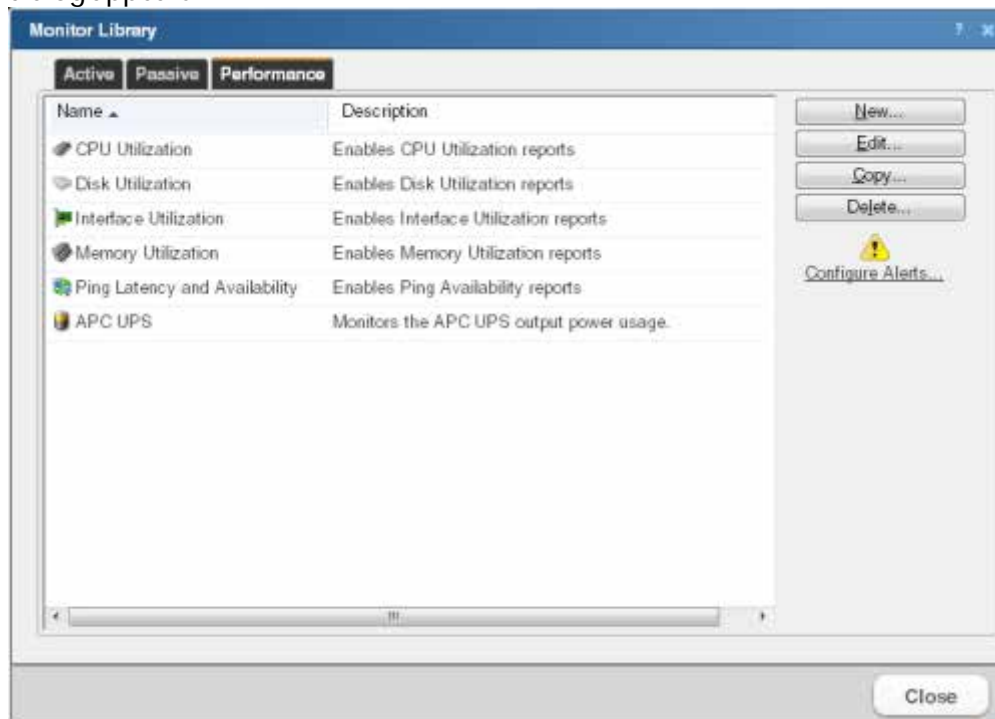 Monitor Library
Active Passive Performance
Name Description
CPU Utilization Enables CPU Utilization reports
Disk Utilization Enables Disk Utilization reports
Interface Utilization Enables Interface Utilization reports
Memory Utilization Enables Memory Utilization reports
Ping Latency and Availability Enables Ping Availability reports
APC UPS Monitors the APC UPS output power usage.
New...
Edit...
Copy...
Delete...
Configure Alerts...
Close